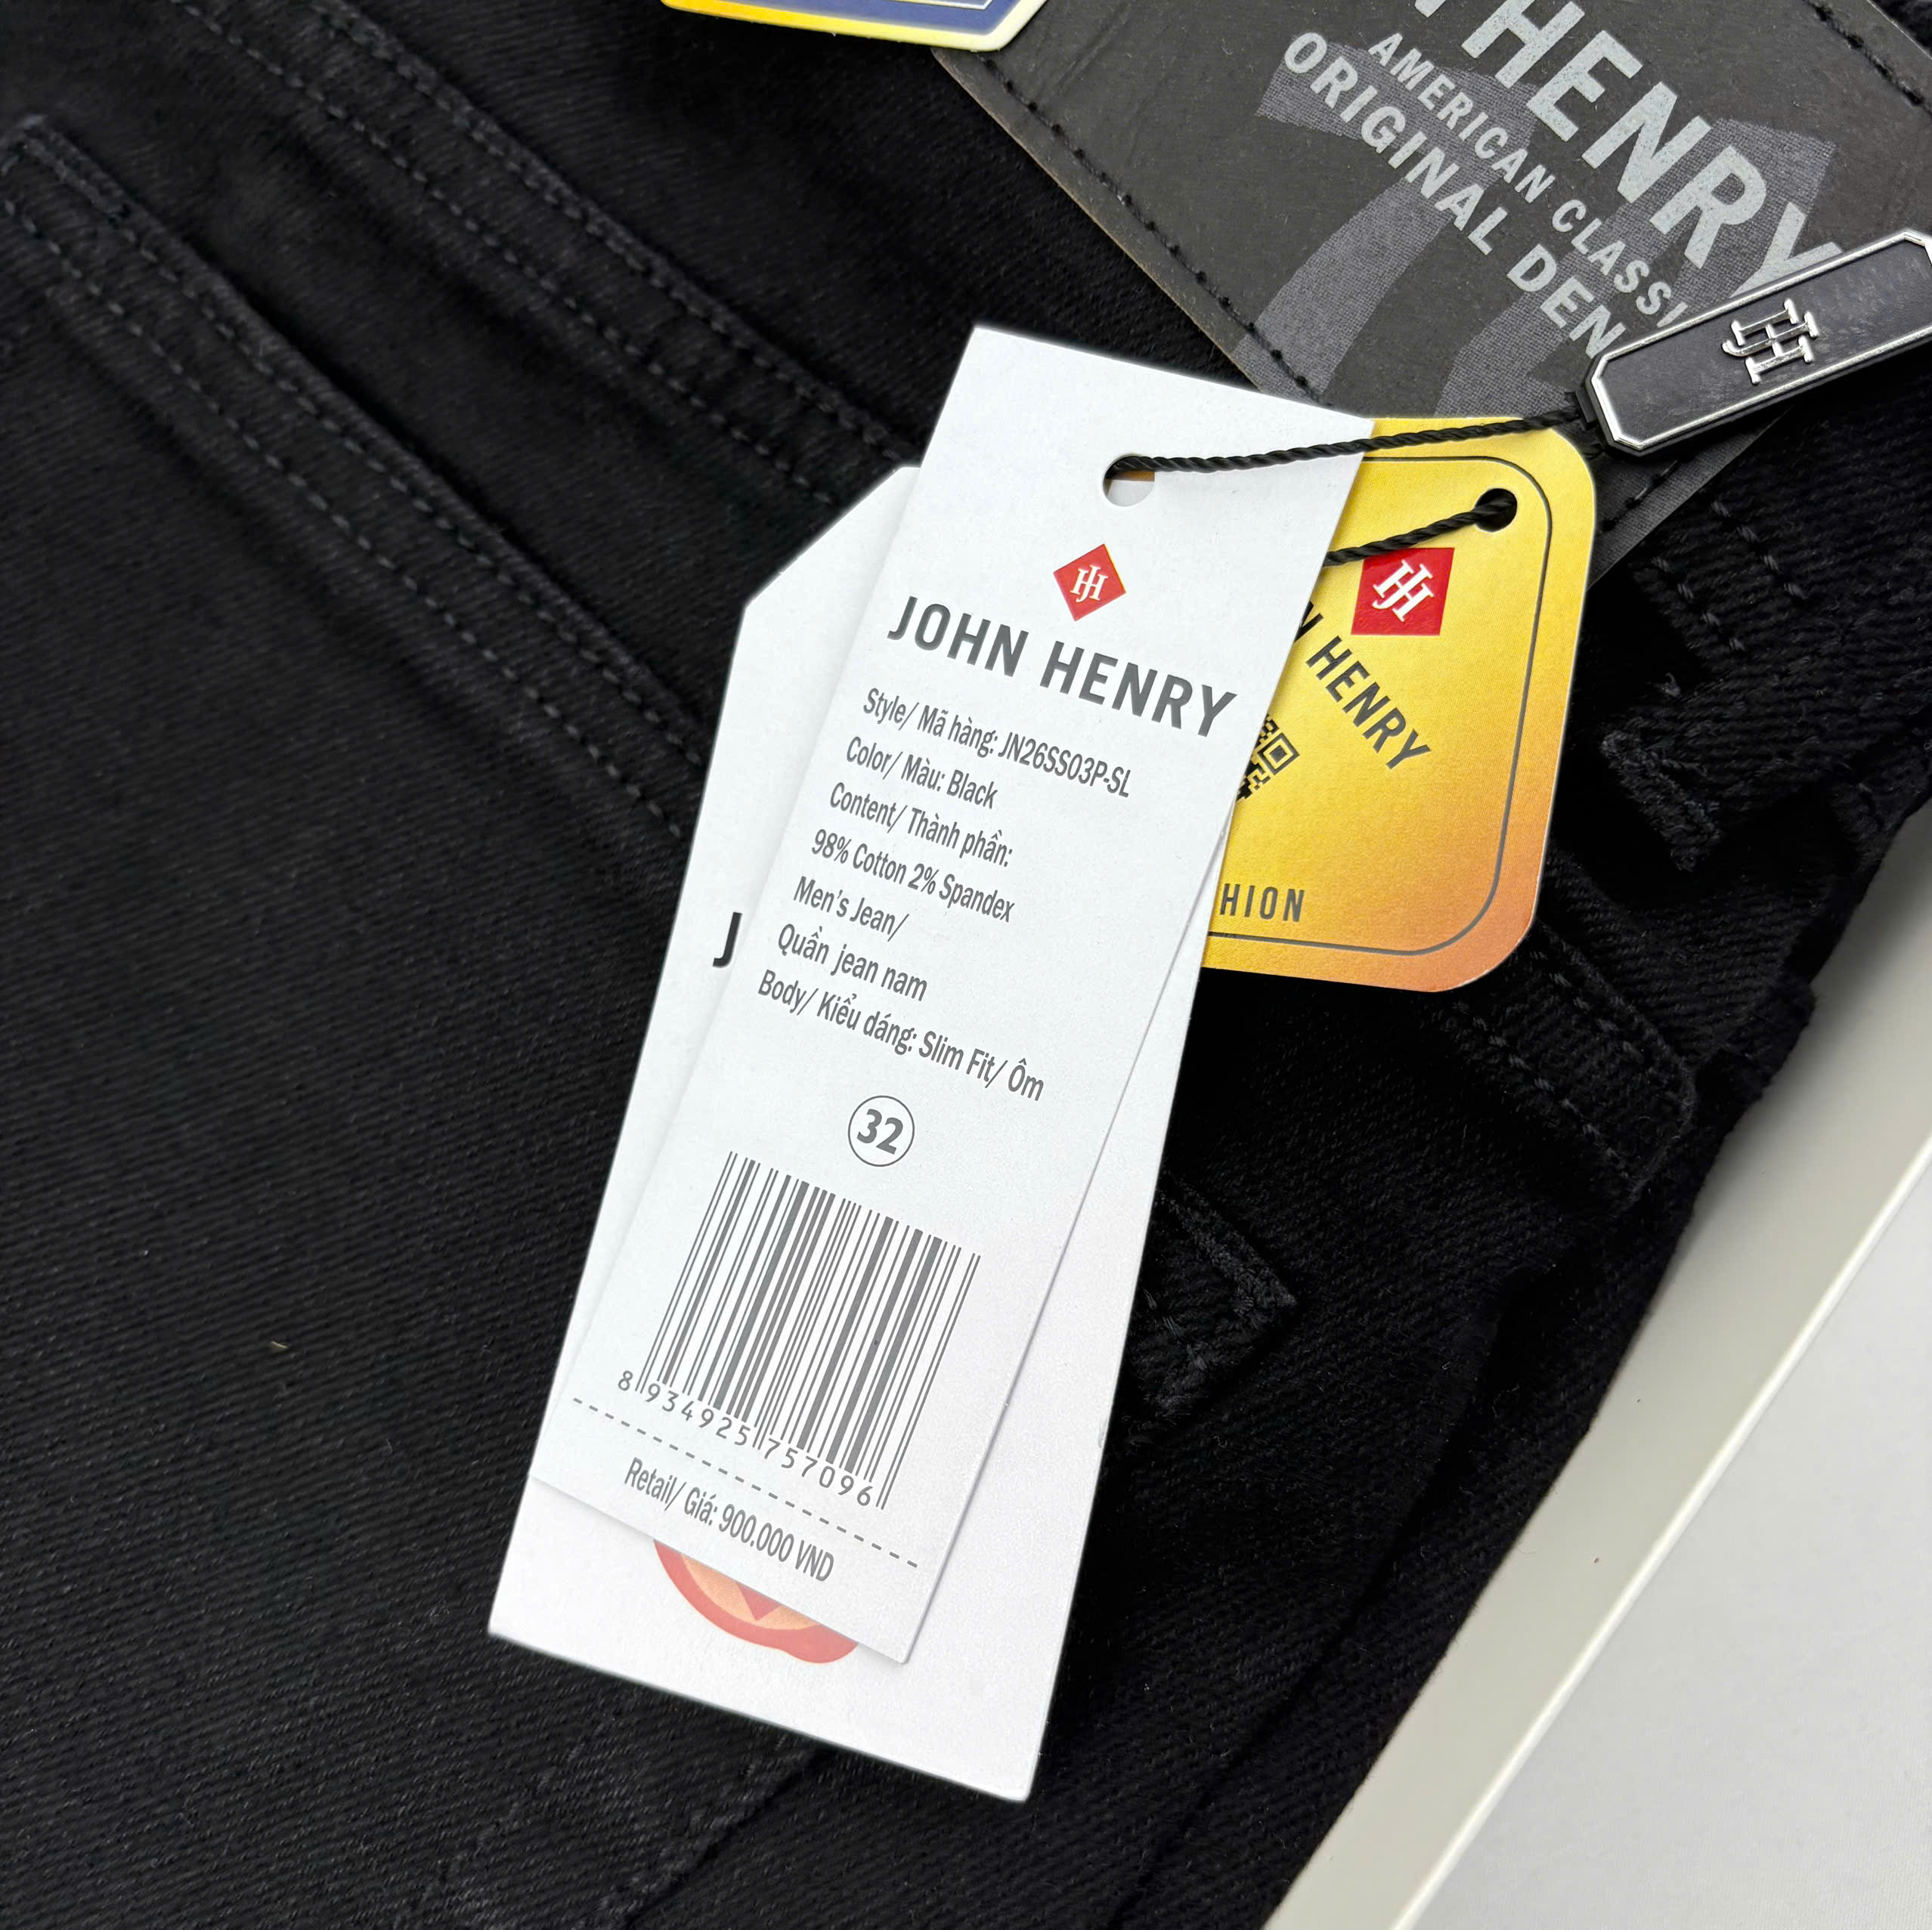 HENRY
AMERICAN CLASSI
ORIGINAL DEN
JH
JOHN HENRY
Style/ Mã hàng: JN26SS03P-SL
Color/ Màu: Black
Content/ Thành phần:
98% Cotton 2% Spandex
Men's Jean/
Quần jean nam
Body/ Kiểu dáng: Slim Fit/ Ôm
32
8 934925 757096
Retail/ Giá: 900.000 VND
JH
N HENRY
HION
J
JH